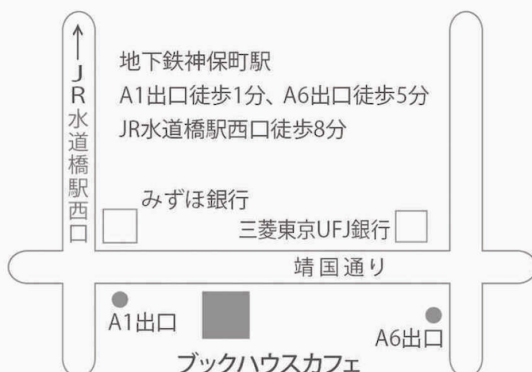 ←JR水道橋駅西口
地下鉄神保町駅
A1出口徒歩1分、A6出口徒歩5分
JR水道橋駅西口徒歩8分
みずほ銀行
三菱東京UFJ銀行
靖国通り
A1出口
A6出口
ブックハウスカフェ